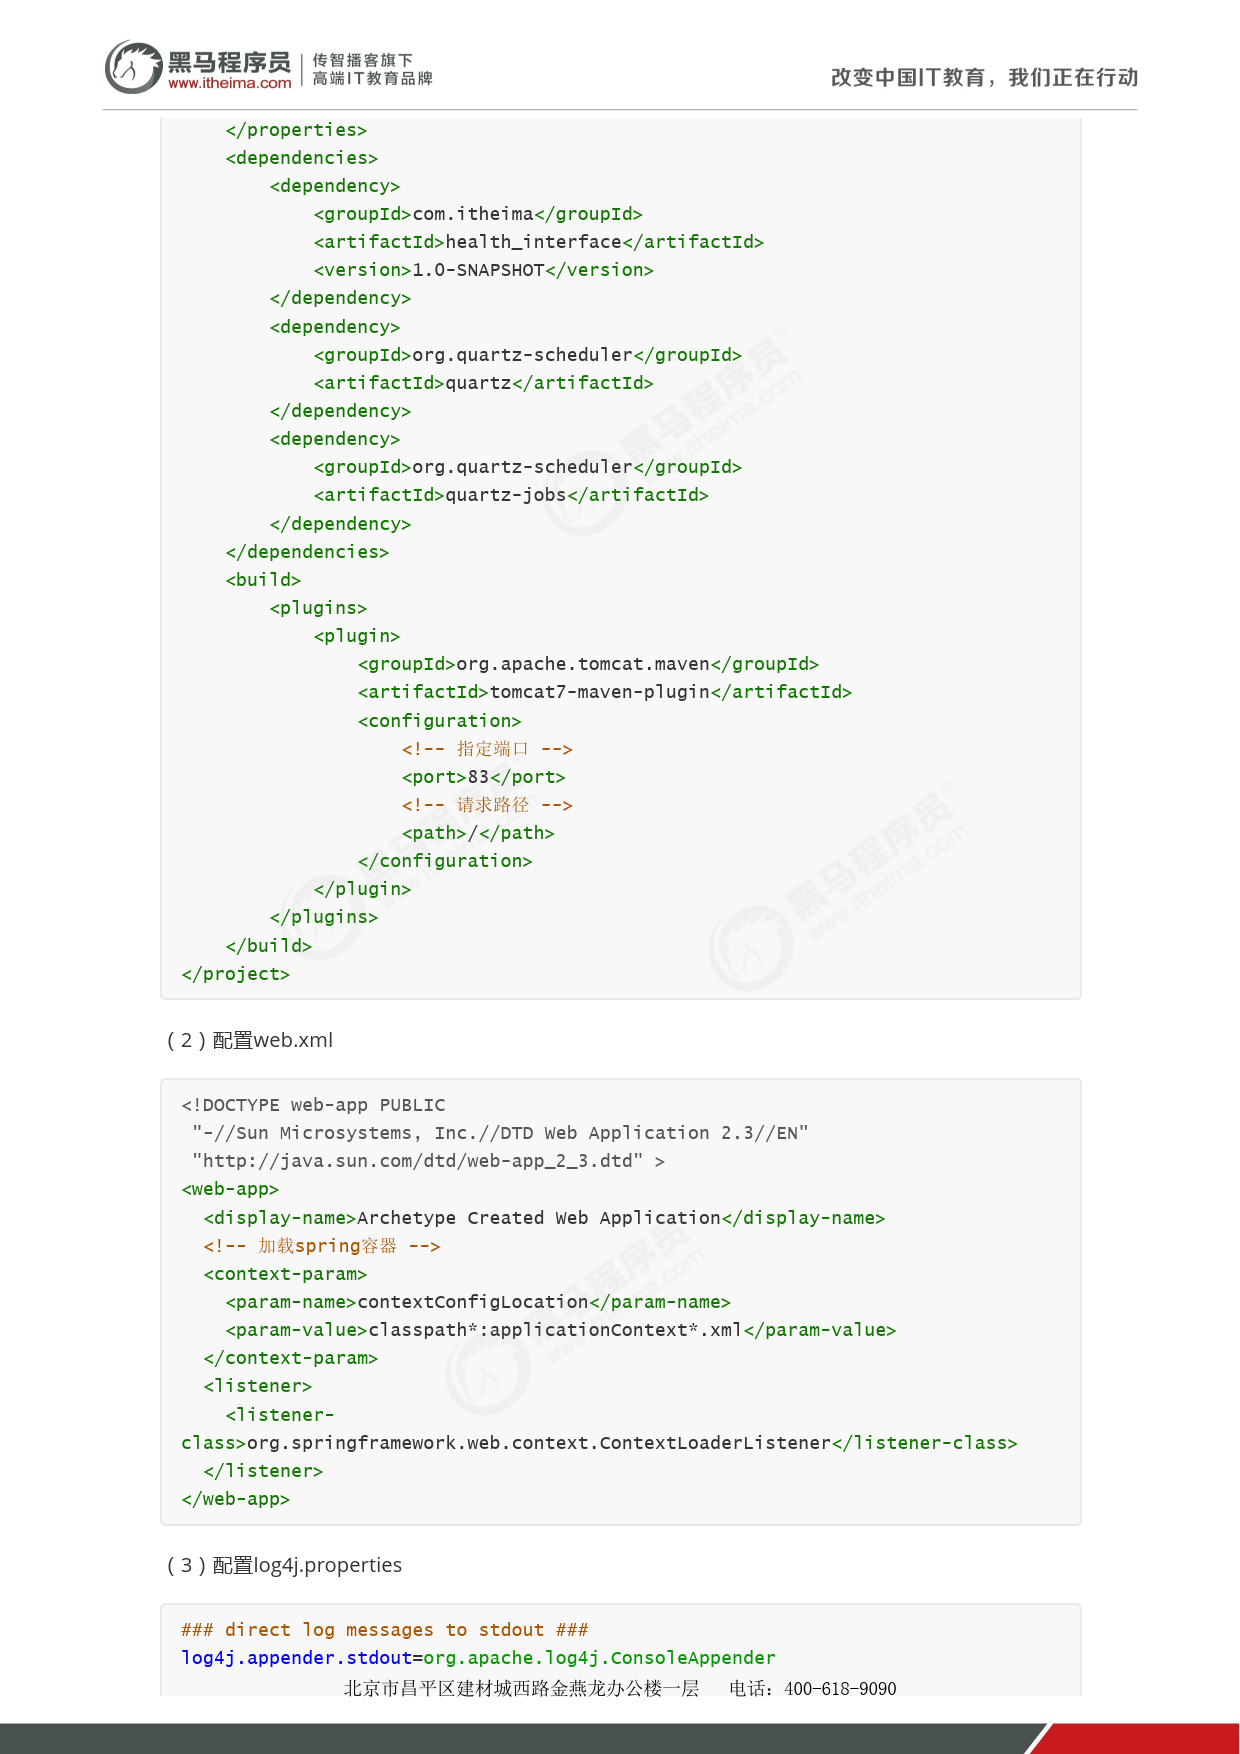 黑马程序员 传智播客旗下
www.itheima.com 高端IT教育品牌
改变中国IT教育，我们正在行动
    </properties>
    <dependencies>
        <dependency>
            <groupId>com.itheima</groupId>
            <artifactId>health_interface</artifactId>
            <version>1.0-SNAPSHOT</version>
        </dependency>
        <dependency>
            <groupId>org.quartz-scheduler</groupId>
            <artifactId>quartz</artifactId>
        </dependency>
        <dependency>
            <groupId>org.quartz-scheduler</groupId>
            <artifactId>quartz-jobs</artifactId>
        </dependency>
    </dependencies>
    <build>
        <plugins>
            <plugin>
                <groupId>org.apache.tomcat.maven</groupId>
                <artifactId>tomcat7-maven-plugin</artifactId>
                <configuration>
                    <!-- 指定端口 -->
                    <port>83</port>
                    <!-- 请求路径 -->
                    <path>/</path>
                </configuration>
            </plugin>
        </plugins>
    </build>
</project>
（2）配置web.xml
<!DOCTYPE web-app PUBLIC
 "-//Sun Microsystems, Inc.//DTD Web Application 2.3//EN"
 "http://java.sun.com/dtd/web-app_2_3.dtd" >
<web-app>
  <display-name>Archetype Created Web Application</display-name>
  <!-- 加载spring容器 -->
  <context-param>
    <param-name>contextConfigLocation</param-name>
    <param-value>classpath*:applicationContext*.xml</param-value>
  </context-param>
  <listener>
    <listener-
class>org.springframework.web.context.ContextLoaderListener</listener-class>
  </listener>
</web-app>
（3）配置log4j.properties
### direct log messages to stdout ###
log4j.appender.stdout=org.apache.log4j.ConsoleAppender
北京市昌平区建材城西路金燕龙办公楼一层 电话：400-618-9090